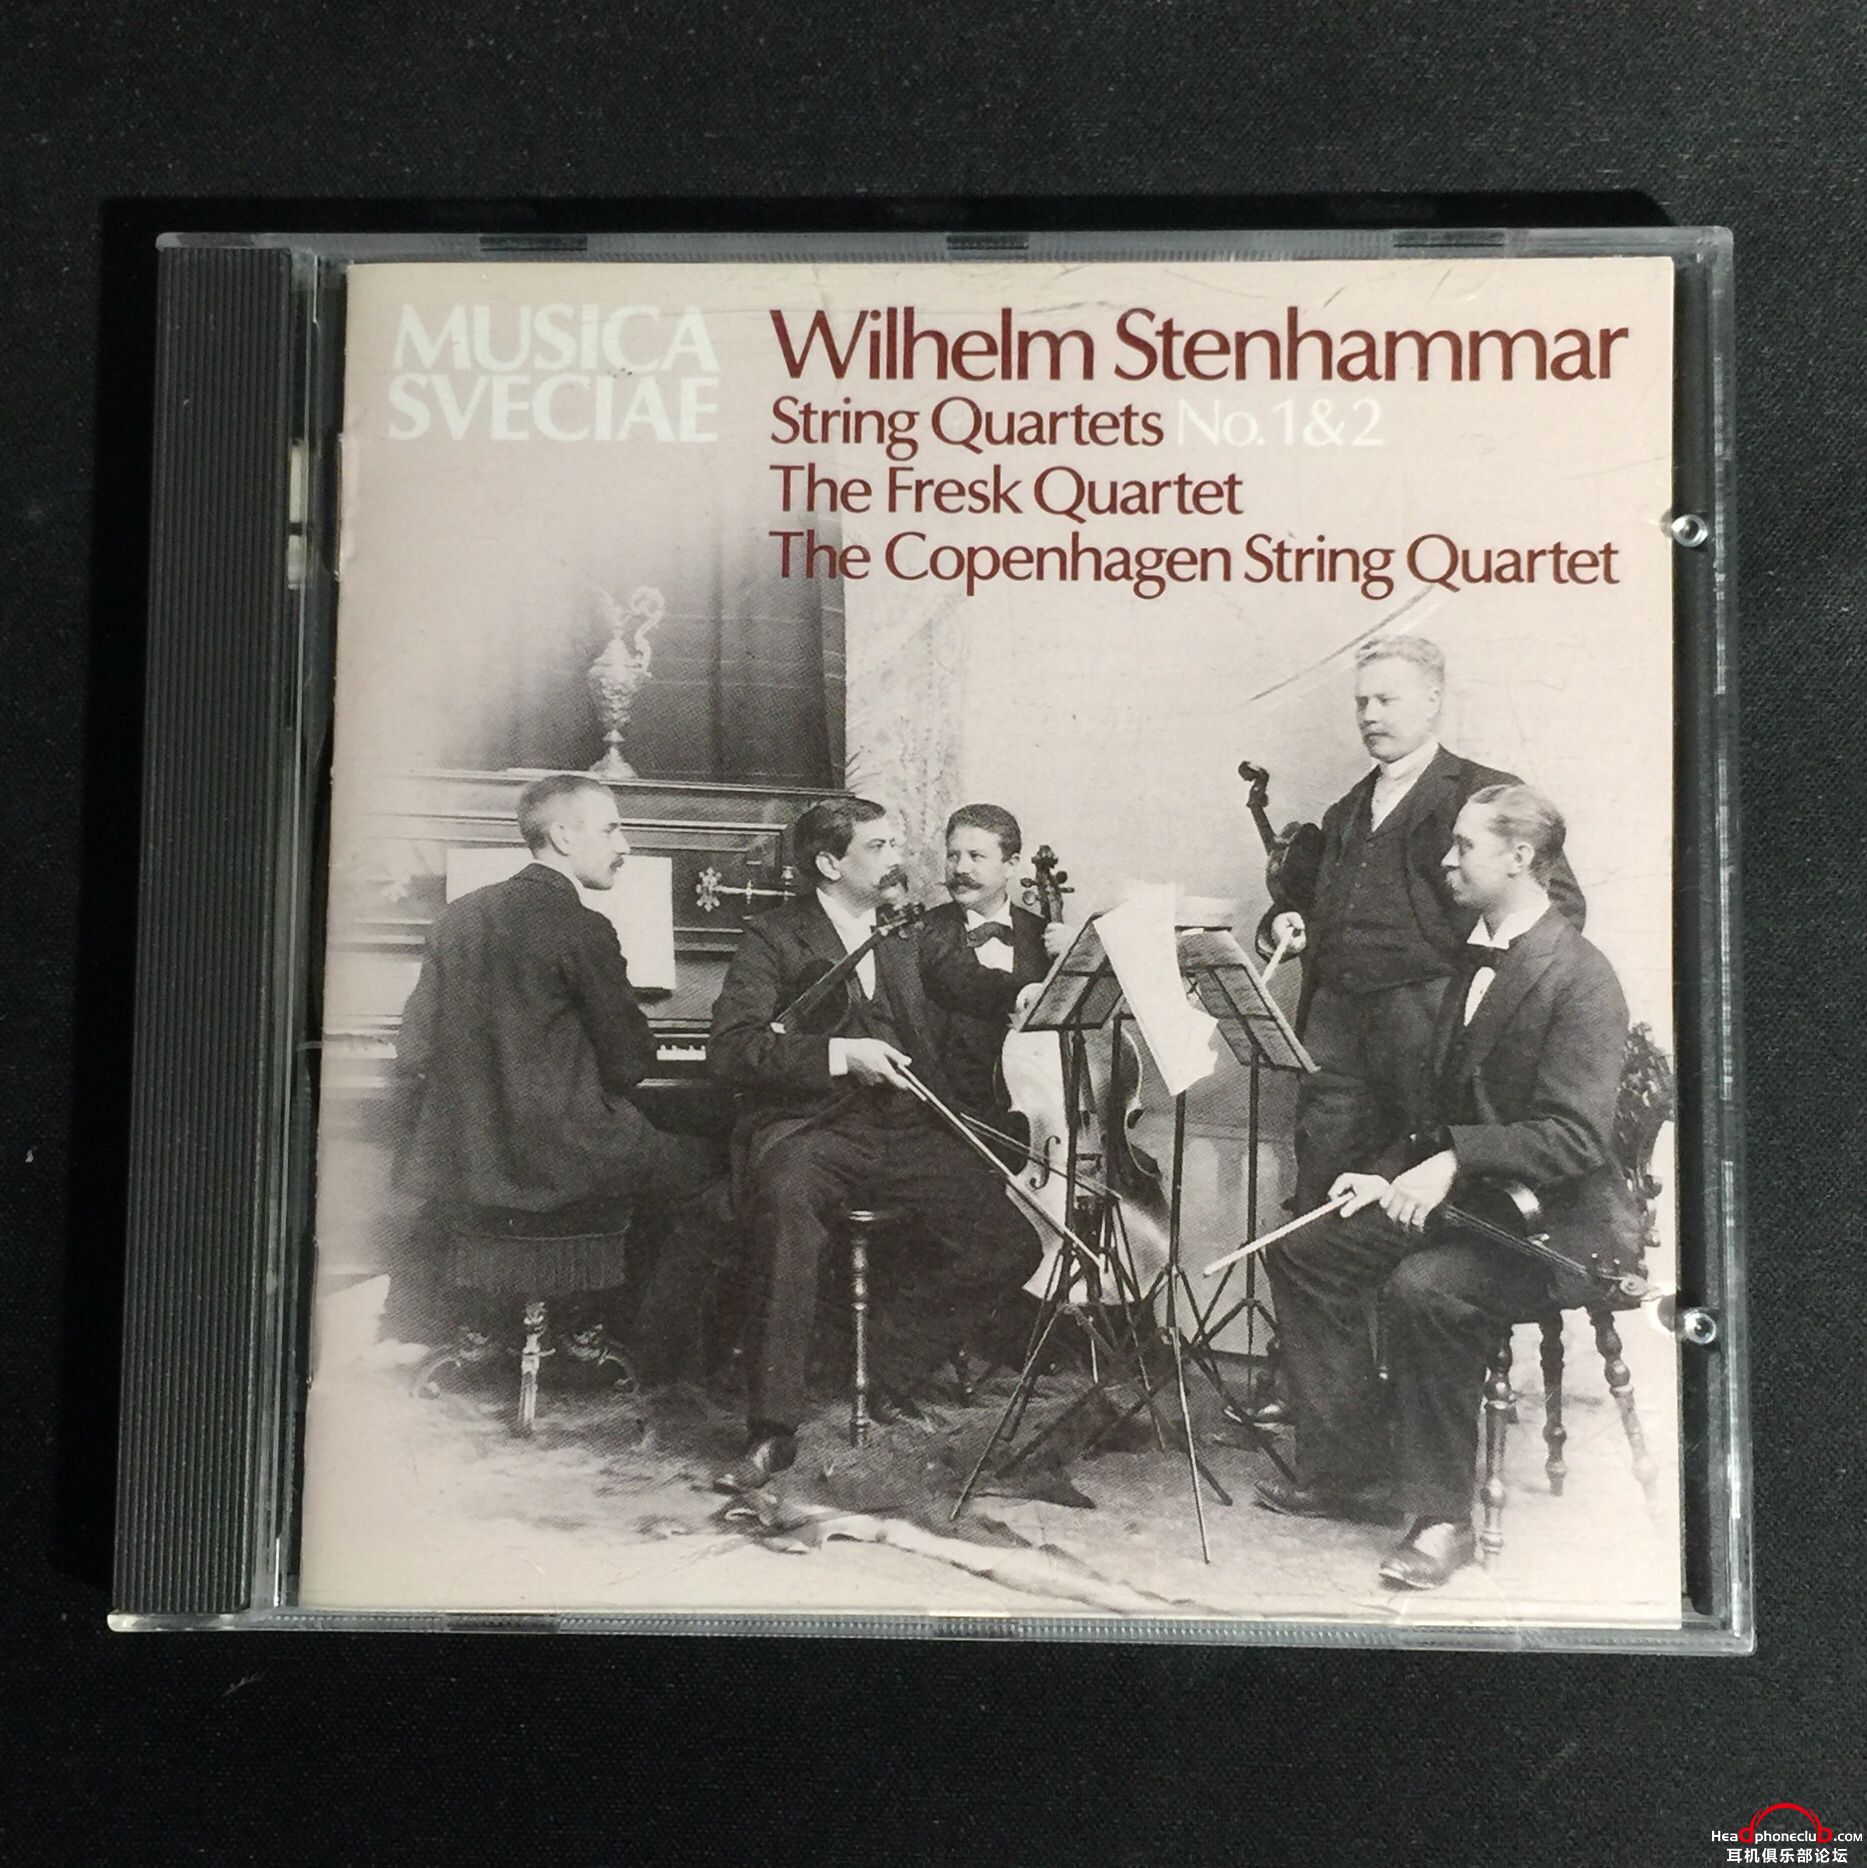 MUSICA
SVECIAE
Wilhelm Stenhammar
String Quartets No. 1 & 2
The Fresk Quartet
The Copenhagen String Quartet
Headphoneclub.com
耳机俱乐部论坛